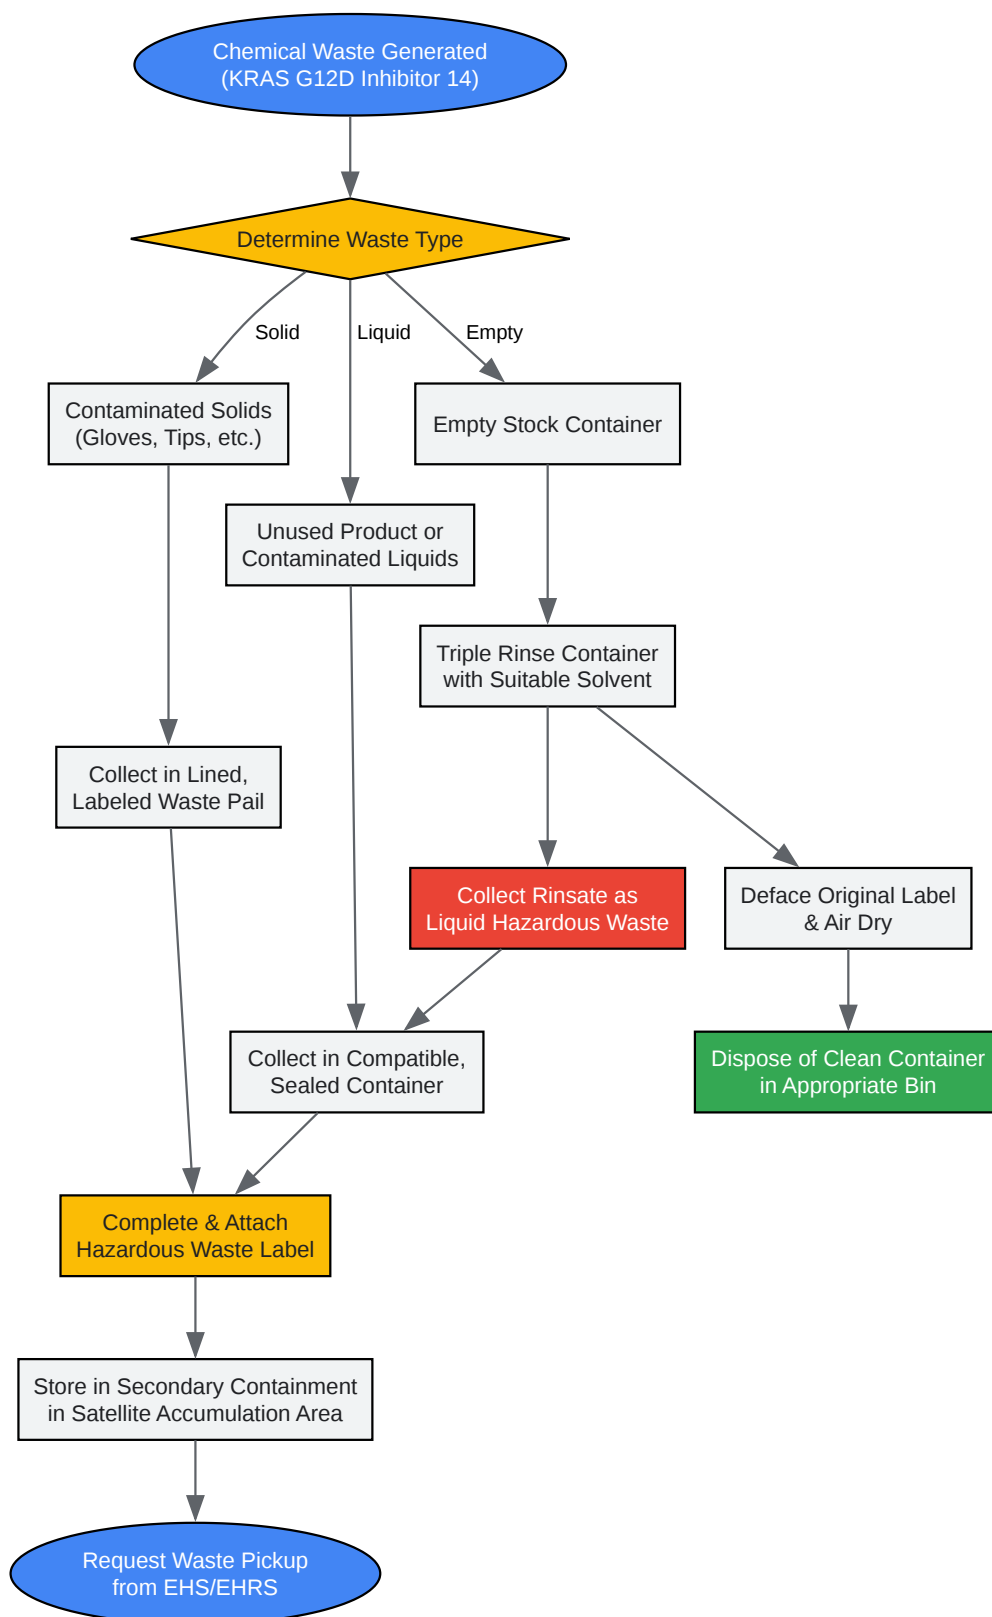 Chemical Waste Generated
(KRAS G12D Inhibitor 14)
Determine Waste Type
Solid
Liquid
Empty
Contaminated Solids
(Gloves, Tips, etc.)
Empty Stock Container
Unused Product or
Contaminated Liquids
Triple Rinse Container
with Suitable Solvent
Collect in Lined,
Labeled Waste Pail
Collect Rinsate as
Liquid Hazardous Waste
Deface Original Label
& Air Dry
Collect in Compatible,
Sealed Container
Dispose of Clean Container
in Appropriate Bin
Complete & Attach
Hazardous Waste Label
Store in Secondary Containment
in Satellite Accumulation Area
Request Waste Pickup
from EHS/EHRS